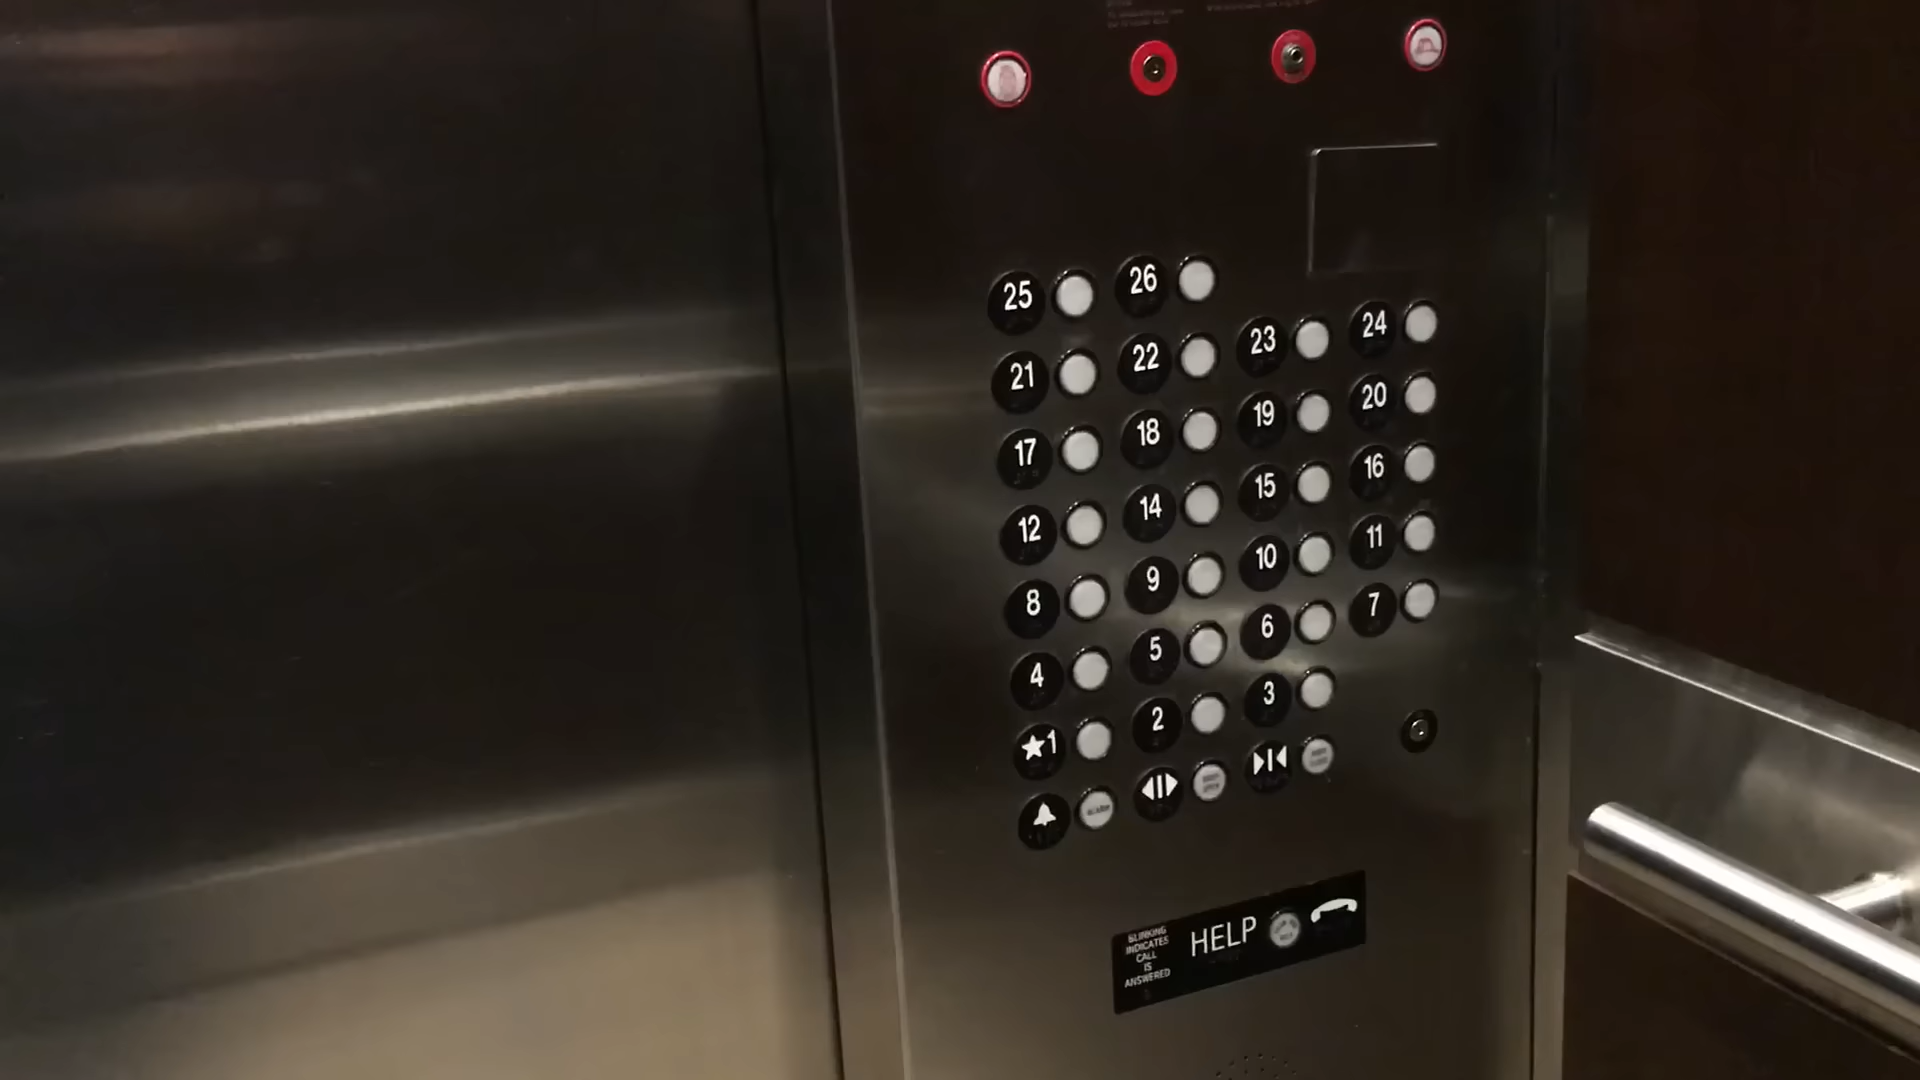 25 26
21 22 23 24
17 18 19 20
12 14 15 16
8 9 10 11
4 5 6 7
★1 2 3
ALARM
BLINKING
INDICATES
CALL
IS
ANSWERED
HELP